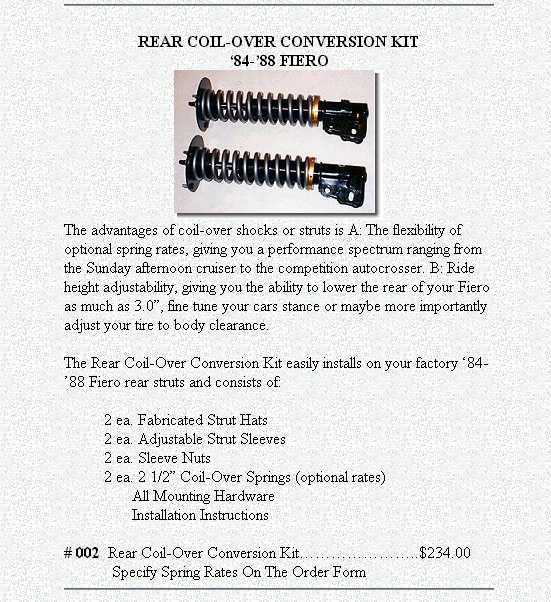 REAR COIL-OVER CONVERSION KIT
‘84-’88 FIERO
The advantages of coil-over shocks or struts is A: The flexibility of
optional spring rates, giving you a performance spectrum ranging from
the Sunday afternoon cruiser to the competition autocrosser. B: Ride
height adjustability, giving you the ability to lower the rear of your Fiero
as much as 3.0”, fine tune your cars stance or maybe more importantly
adjust your tire to body clearance.
The Rear Coil-Over Conversion Kit easily installs on your factory ‘84-
’88 Fiero rear struts and consists of:
2 ea. Fabricated Strut Hats
2 ea. Adjustable Strut Sleeves
2 ea. Sleeve Nuts
2 ea. 2 1/2” Coil-Over Springs (optional rates)
All Mounting Hardware
Installation Instructions
# 002 Rear Coil-Over Conversion Kit........................$234.00
Specify Spring Rates On The Order Form